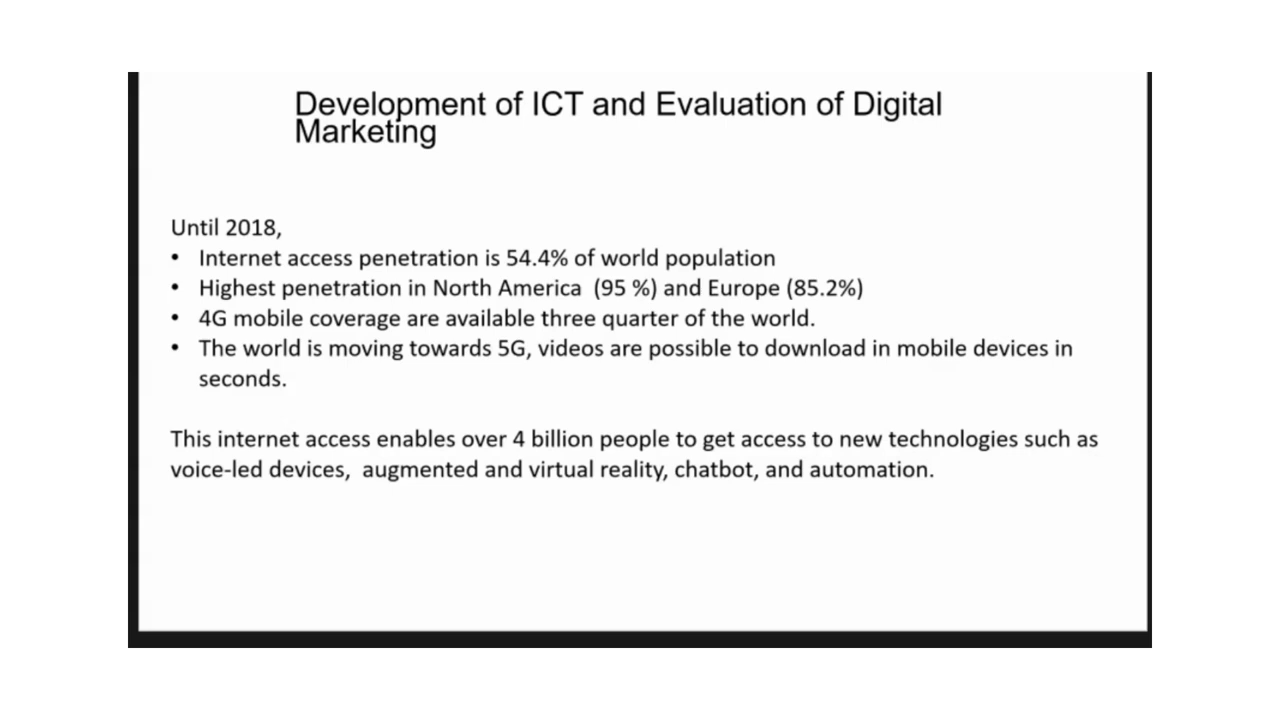 Development of ICT and Evaluation of Digital
Marketing
Until 2018,
• Internet access penetration is 54.4% of world population
• Highest penetration in North America (95 %) and Europe (85.2%)
• 4G mobile coverage are available three quarter of the world.
• The world is moving towards 5G, videos are possible to download in mobile devices in
seconds.
This internet access enables over 4 billion people to get access to new technologies such as
voice-led devices, augmented and virtual reality, chatbot, and automation.